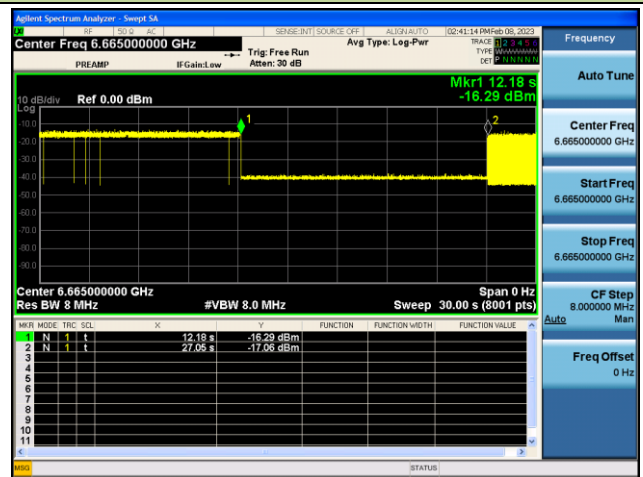 Agilent Spectrum Analyzer - Swept SA
RF 50 Ω AC SENSE:INT SOURCE OFF ALIGN AUTO 02:41:14 PM Feb 08, 2023
Center Freq 6.665000000 GHz
PREAMP IFGain:Low
Trig: Free Run
Atten: 30 dB
Avg Type: Log-Pwr
TRACE 1 2 3 4 5 6
TYPE
DET P N N N N N
Mkr1 12.18 s
-16.29 dBm
10 dB/div Ref 0.00 dBm
Log
-10.0
-20.0
-30.0
-40.0
-50.0
-60.0
-70.0
-80.0
-90.0
1
2
Center 6.665000000 GHz Span 0 Hz
Res BW 8 MHz #VBW 8.0 MHz Sweep 30.00 s (8001 pts)
MKR MODE TRC SCL X Y FUNCTION FUNCTION WIDTH FUNCTION VALUE
1 N 1 t 12.18 s -16.29 dBm
2 N 1 t 27.05 s -17.06 dBm
3
4
5
6
7
8
9
10
11
MSG STATUS
Frequency
Auto Tune
Center Freq
6.665000000 GHz
Start Freq
6.665000000 GHz
Stop Freq
6.665000000 GHz
CF Step
8.000000 MHz
Auto Man
Freq Offset
0 Hz